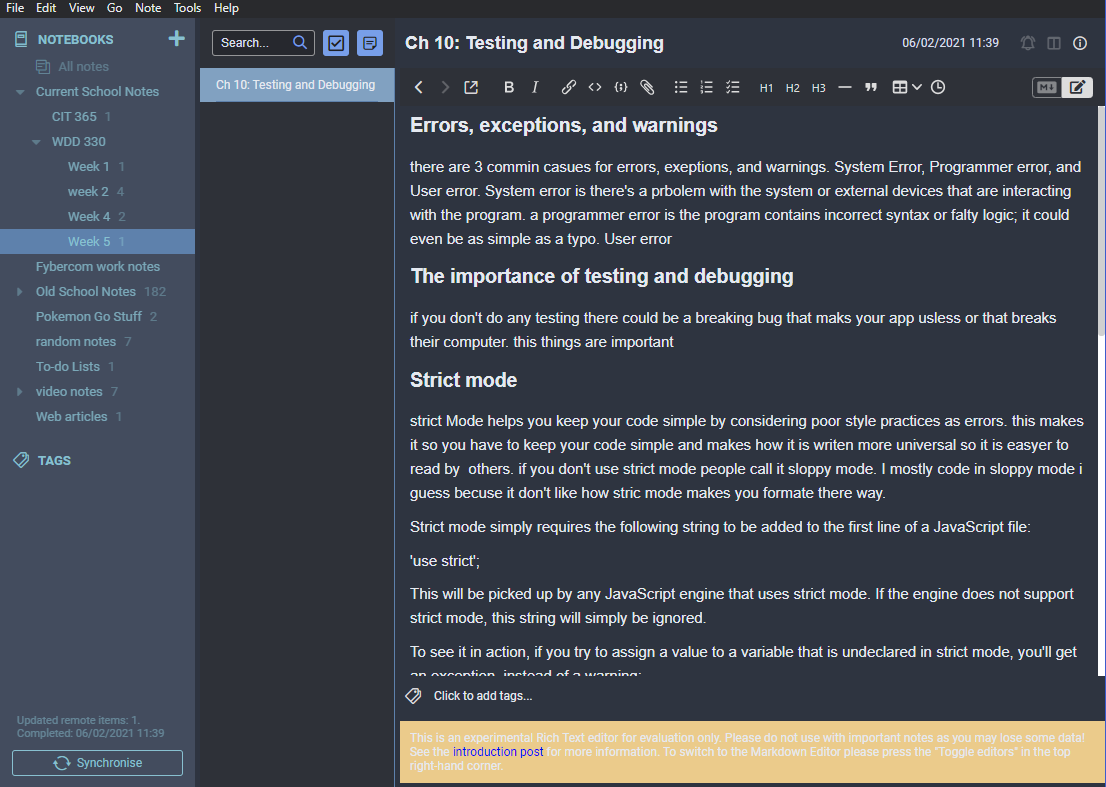 File Edit View Go Note Tools Help
NOTEBOOKS
All notes
Current School Notes
CIT 365 1
WDD 330
Week 1 1
week 2 4
Week 4 2
Week 5 1
Fybercom work notes
Old School Notes 182
Pokemon Go Stuff 2
random notes 7
To-do Lists 1
video notes 7
Web articles 1
TAGS
Updated remote items: 1.
Completed: 06/02/2021 11:39
Synchronise
Search...
Ch 10: Testing and Debugging
Ch 10: Testing and Debugging
06/02/2021 11:39
B I H1 H2 H3
M
Errors, exceptions, and warnings
there are 3 commin casues for errors, exeptions, and warnings. System Error, Programmer error, and
User error. System error is there's a prbolem with the system or external devices that are interacting
with the program. a programmer error is the program contains incorrect syntax or falty logic; it could
even be as simple as a typo. User error
The importance of testing and debugging
if you don't do any testing there could be a breaking bug that maks your app usless or that breaks
their computer. this things are important
Strict mode
strict Mode helps you keep your code simple by considering poor style practices as errors. this makes
it so you have to keep your code simple and makes how it is writen more universal so it is easyer to
read by  others. if you don't use strict mode people call it sloppy mode. I mostly code in sloppy mode i
guess becuse it don't like how stric mode makes you formate there way.
Strict mode simply requires the following string to be added to the first line of a JavaScript file:
'use strict';
This will be picked up by any JavaScript engine that uses strict mode. If the engine does not support
strict mode, this string will simply be ignored.
To see it in action, if you try to assign a value to a variable that is undeclared in strict mode, you'll get
an exception, instead of a warning:
Click to add tags...
This is an experimental Rich Text editor for evaluation only. Please do not use with important notes as you may lose some data!
See the introduction post for more information. To switch to the Markdown Editor please press the "Toggle editors" in the top
right-hand corner.